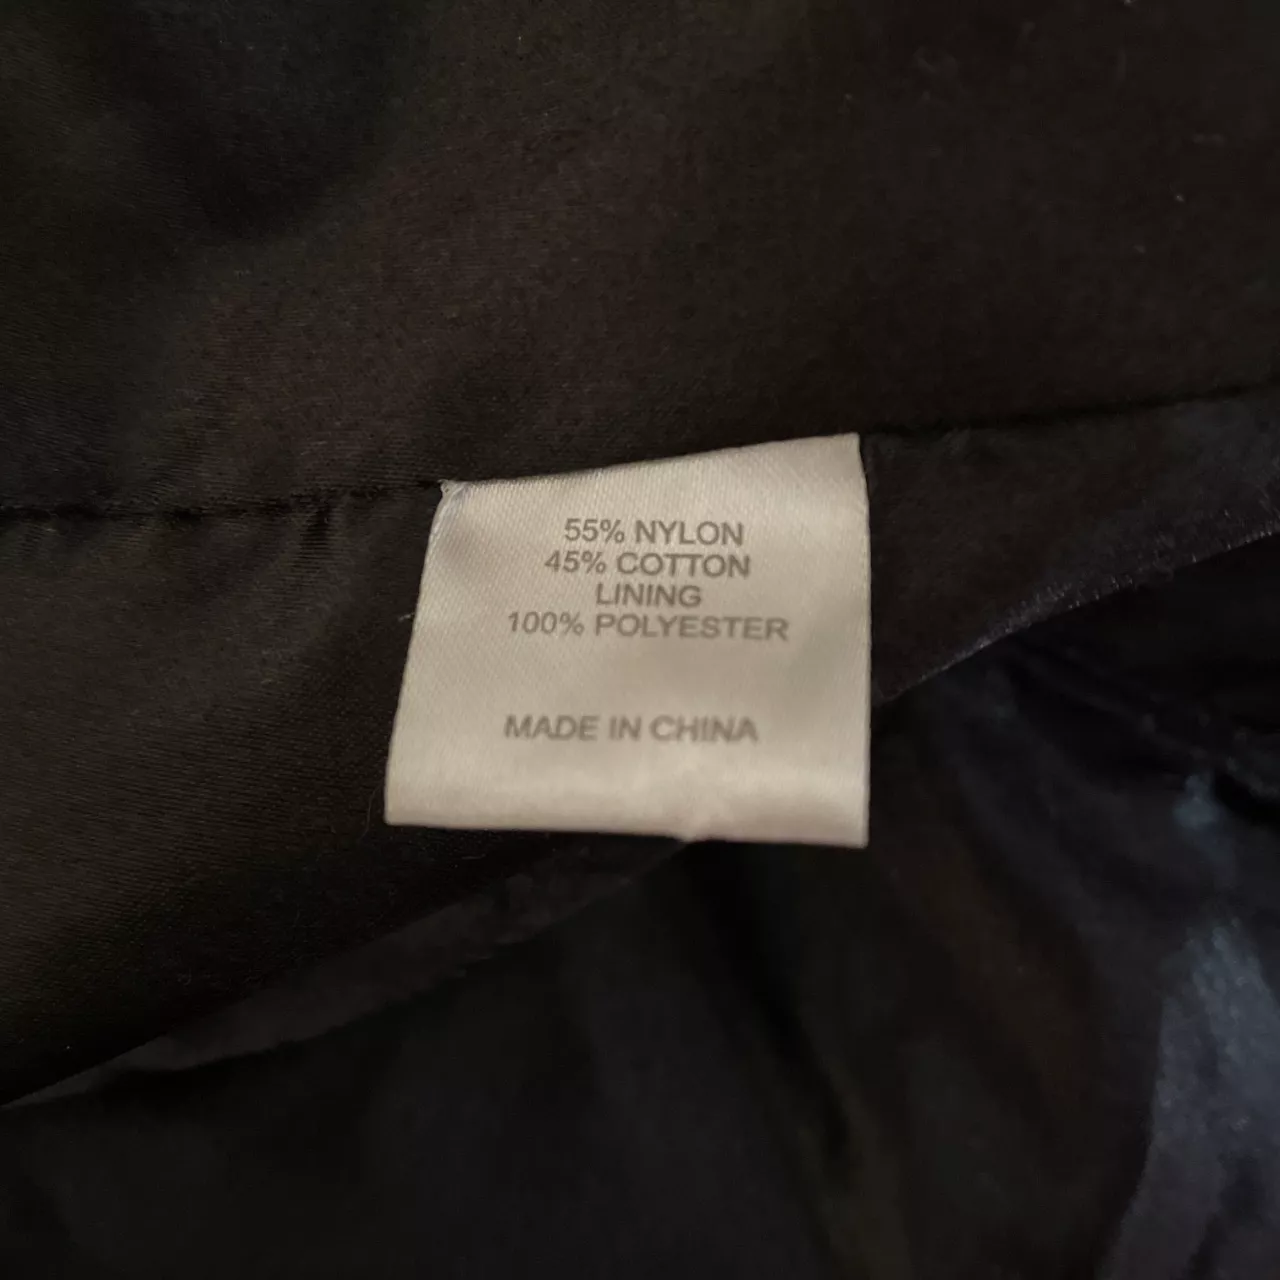 55% NYLON
45% COTTON
LINING
100% POLYESTER
MADE IN CHINA